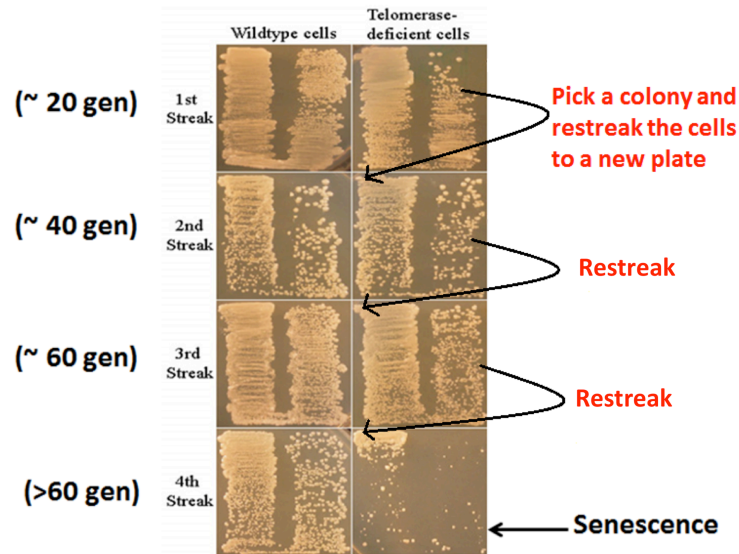 Wildtype cells
Telomerase-
deficient cells
(~ 20 gen)
1st
Streak
Pick a colony and
restreak the cells
to a new plate
(~ 40 gen)
2nd
Streak
Restreak
(~ 60 gen)
3rd
Streak
Restreak
(>60 gen)
4th
Streak
Senescence